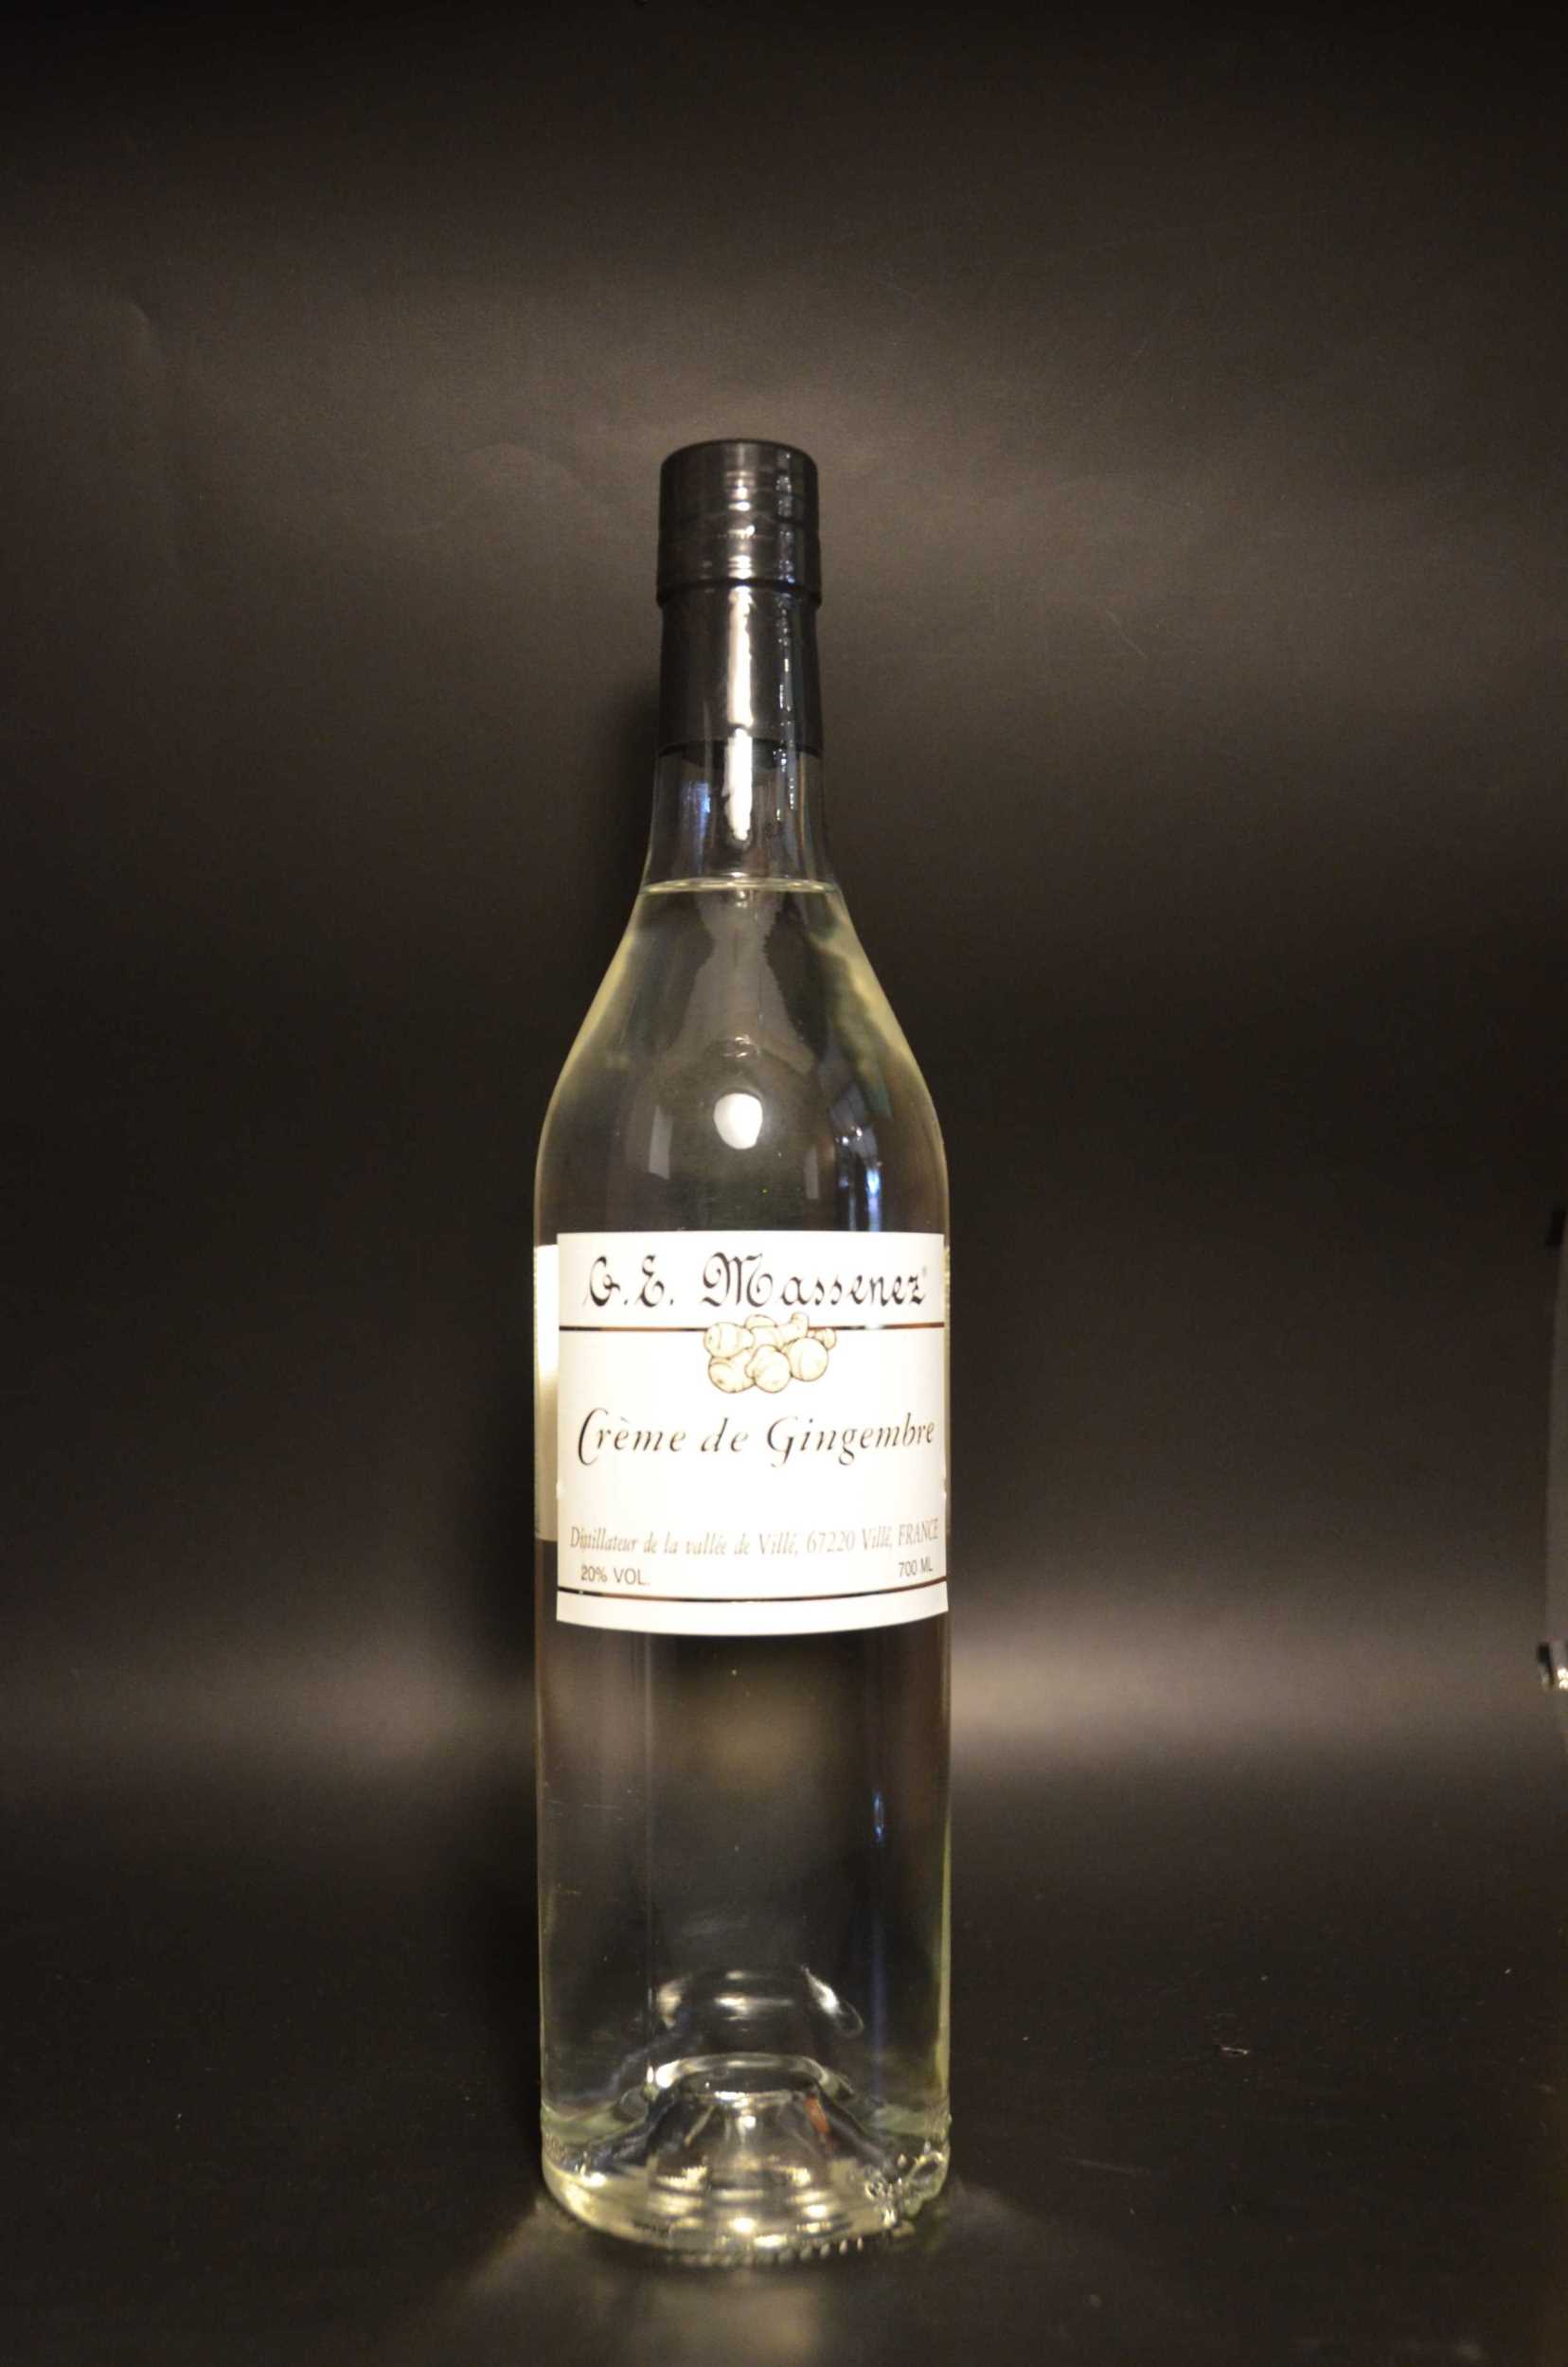 G.E. Massenez®
Crème de Gingembre
Distillateur de la vallée de Villé, 67220 Villé, FRANCE
20% VOL. 700 ML